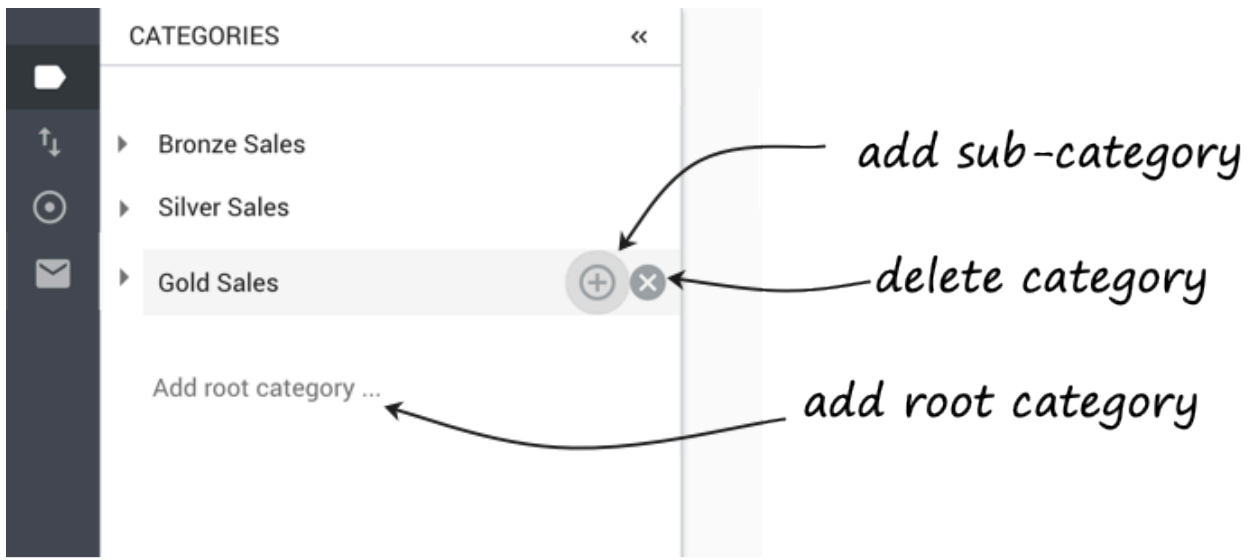 CATEGORIES «
Bronze Sales
add sub-category
Silver Sales
Gold Sales
delete category
Add root category ...
add root category